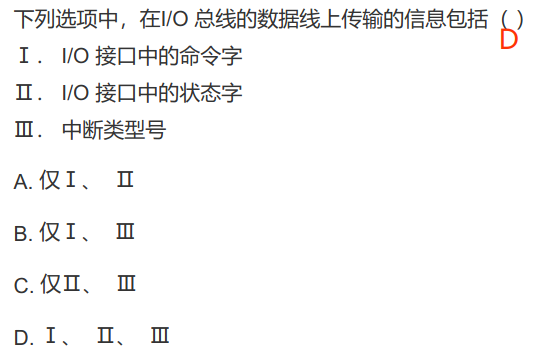 下列选项中，在I/O 总线的数据线上传输的信息包括（ ）
D
Ⅰ． I/O 接口中的命令字
Ⅱ． I/O 接口中的状态字
Ⅲ． 中断类型号
A. 仅Ⅰ、 Ⅱ
B. 仅Ⅰ、 Ⅲ
C. 仅Ⅱ、 Ⅲ
D. Ⅰ、 Ⅱ、 Ⅲ